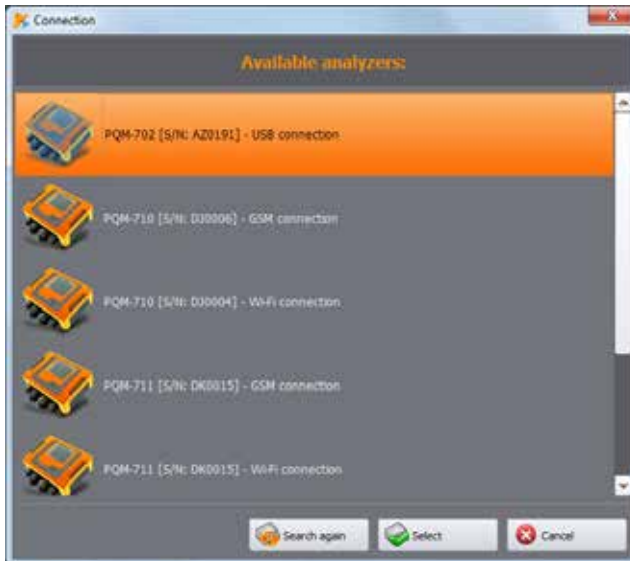 Connection
Available analyzers:
PQM-702 [S/N: AZ0191] - USB connection
PQM-710 [S/N: DJ0006] - GSM connection
PQM-710 [S/N: DJ0004] - Wi-Fi connection
PQM-711 [S/N: DK0015] - GSM connection
PQM-711 [S/N: DK0015] - Wi-Fi connection
Search again
Select
Cancel